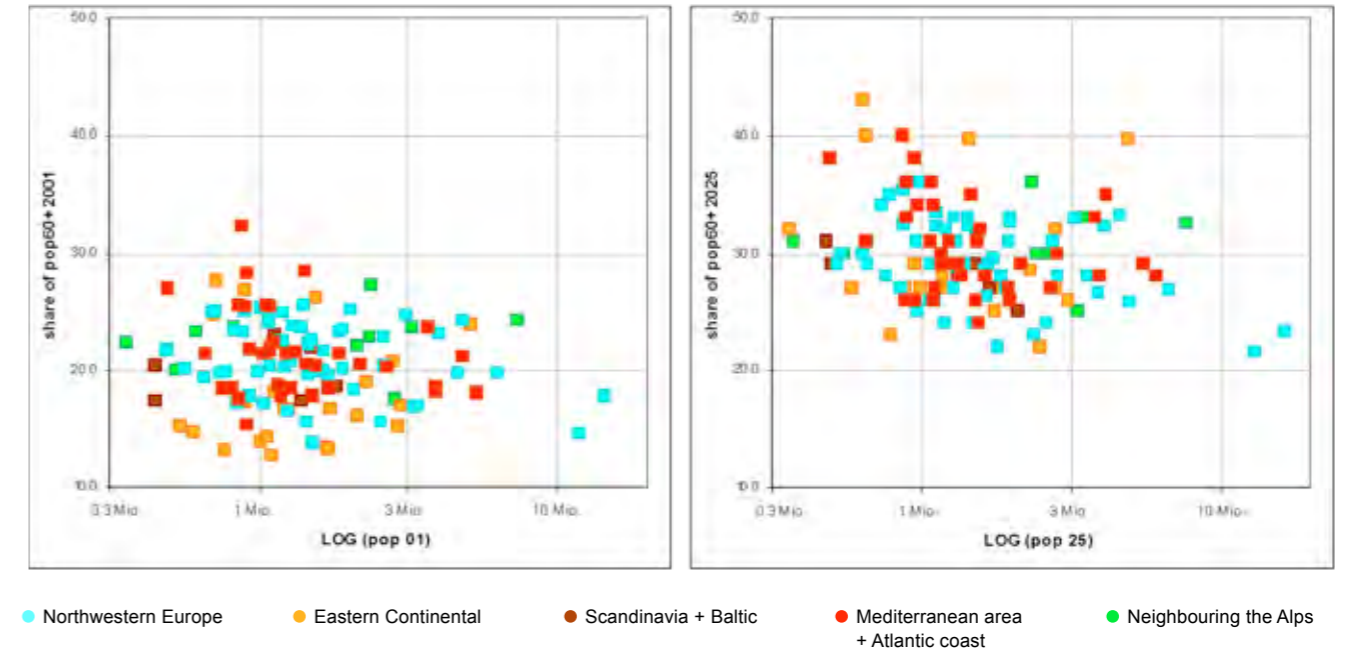 50.0
40.0
30.0
20.0
10.0
share of pop60+ 2001
0.3 Mio
1 Mio
3 Mio
10 Mio
LOG (pop 01)
50.0
40.0
30.0
20.0
10.0
share of pop60+ 2025
0.3 Mio
1 Mio
3 Mio
10 Mio
LOG (pop 25)
Northwestern Europe
Eastern Continental
Scandinavia + Baltic
Mediterranean area
+ Atlantic coast
Neighbouring the Alps